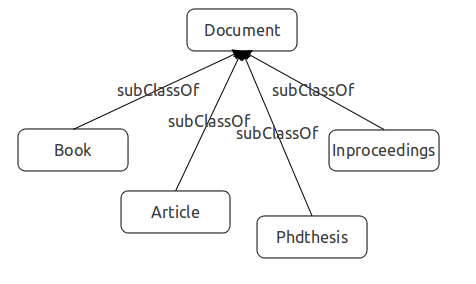 Document
subClassOf
subClassOf
subClassOf
subClassOf
Book
Inproceedings
Article
Phdthesis